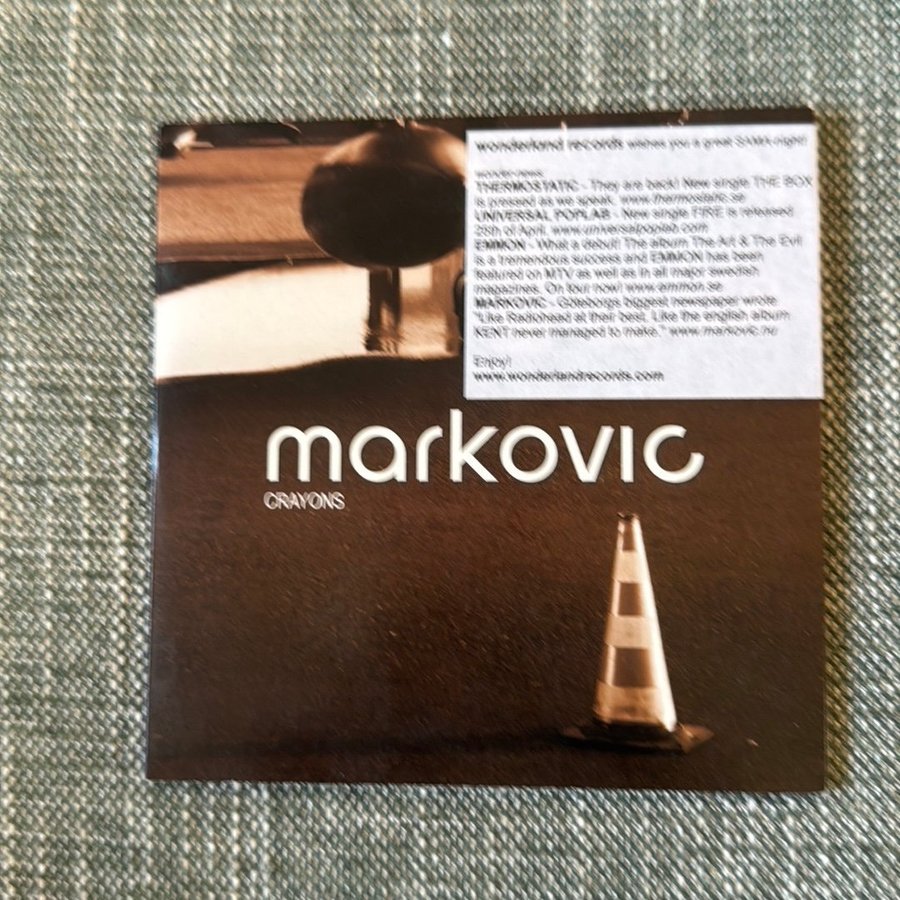 wonderland records wishes you a great SAMA-night!
wonder-news:
THERMOSTATIC - They are back! New single THE BOX
is pressed as we speak. www.thermostatic.se
UNIVERSAL POPLAB - New single FIRE is released
25th of April. www.universalpoplab.com
EMMON - What a debut! The album The Art & The Evil
is a tremendous success and EMMON has been
featured on MTV as well as in all major swedish
magazines. On tour now! www.emmon.se
MARKOVIC - Göteborgs biggest newspaper wrote
"Like Radiohead at their best. Like the english album
KENT never managed to make." www.markovic.nu
Enjoy!
www.wonderlandrecords.com
markovic
CRAYONS